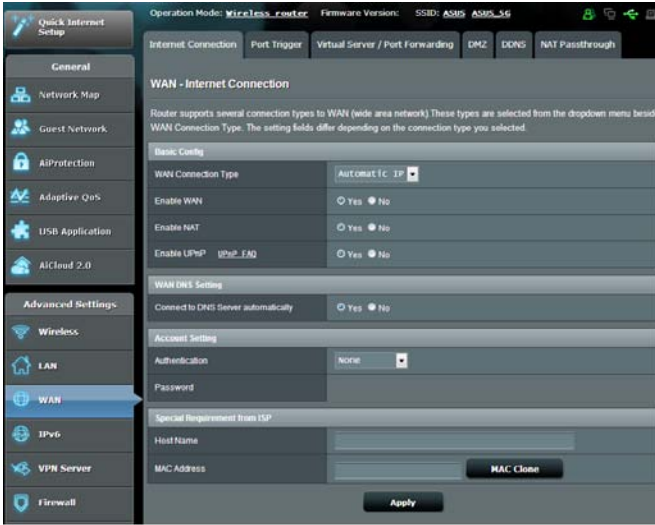 Quick Internet
Setup
Operation Mode: Wireless router Firmware Version: SSID: ASUS ASUS_5G
Internet Connection Port Trigger Virtual Server / Port Forwarding DMZ DDNS NAT Passthrough
General
Network Map
Guest Network
AiProtection
Adaptive QoS
USB Application
AiCloud 2.0
Advanced Settings
Wireless
LAN
WAN
IPv6
VPN Server
Firewall
WAN - Internet Connection
Router supports several connection types to WAN (wide area network).These types are selected from the dropdown menu besid
WAN Connection Type. The setting fields differ depending on the connection type you selected.
Basic Config
WAN Connection Type Automatic IP
Enable WAN Yes No
Enable NAT Yes No
Enable UPnP UPnP FAQ Yes No
WAN DNS Setting
Connect to DNS Server automatically Yes No
Account Setting
Authentication None
Password
Special Requirement from ISP
Host Name
MAC Address MAC Clone
Apply